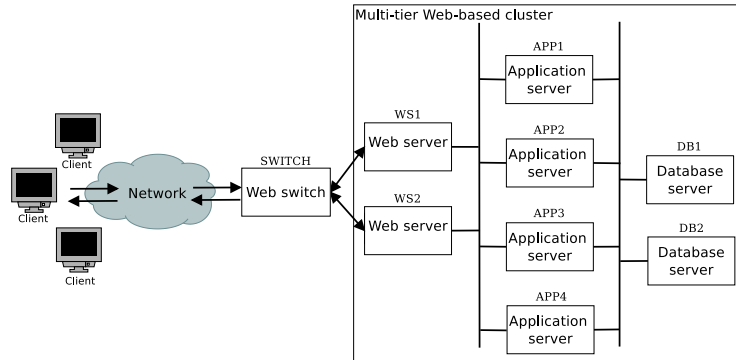 Multi-tier Web-based cluster
APP1
Application
server
WS1
Web server
APP2
Application
server
DB1
Database
server
Client
SWITCH
Web switch
Network
Client
WS2
Web server
APP3
Application
server
DB2
Database
server
Client
APP4
Application
server